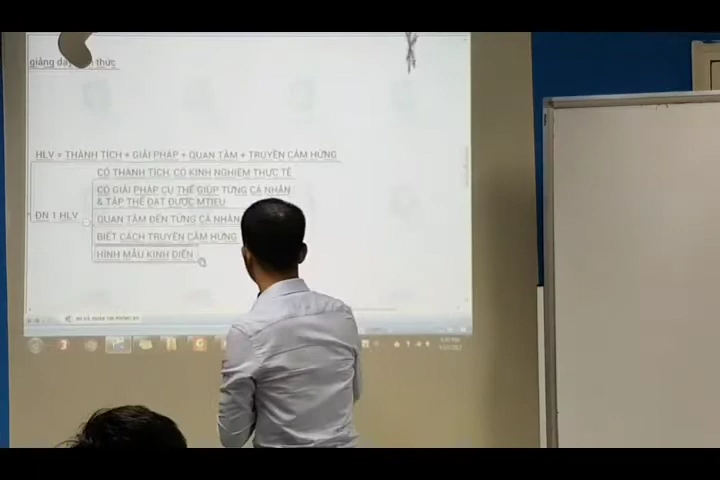 giảng dạy thức
HLV = THÀNH TÍCH + GIẢI PHÁP + QUAN TÂM + TRUYỀN CẢM HỨNG
CÓ THÀNH TÍCH, CÓ KINH NGHIỆM THỰC TẾ
CÓ GIẢI PHÁP CỤ THỂ GIÚP TỪNG CÁ NHÂN
& TẬP THỂ ĐẠT ĐƯỢC MTIEU
ĐN 1 HLV
QUAN TÂM ĐẾN TỪNG CÁ NHÂN
BIẾT CÁCH TRUYỀN CẢM HỨNG
HÌNH MẪU KINH ĐIỂN